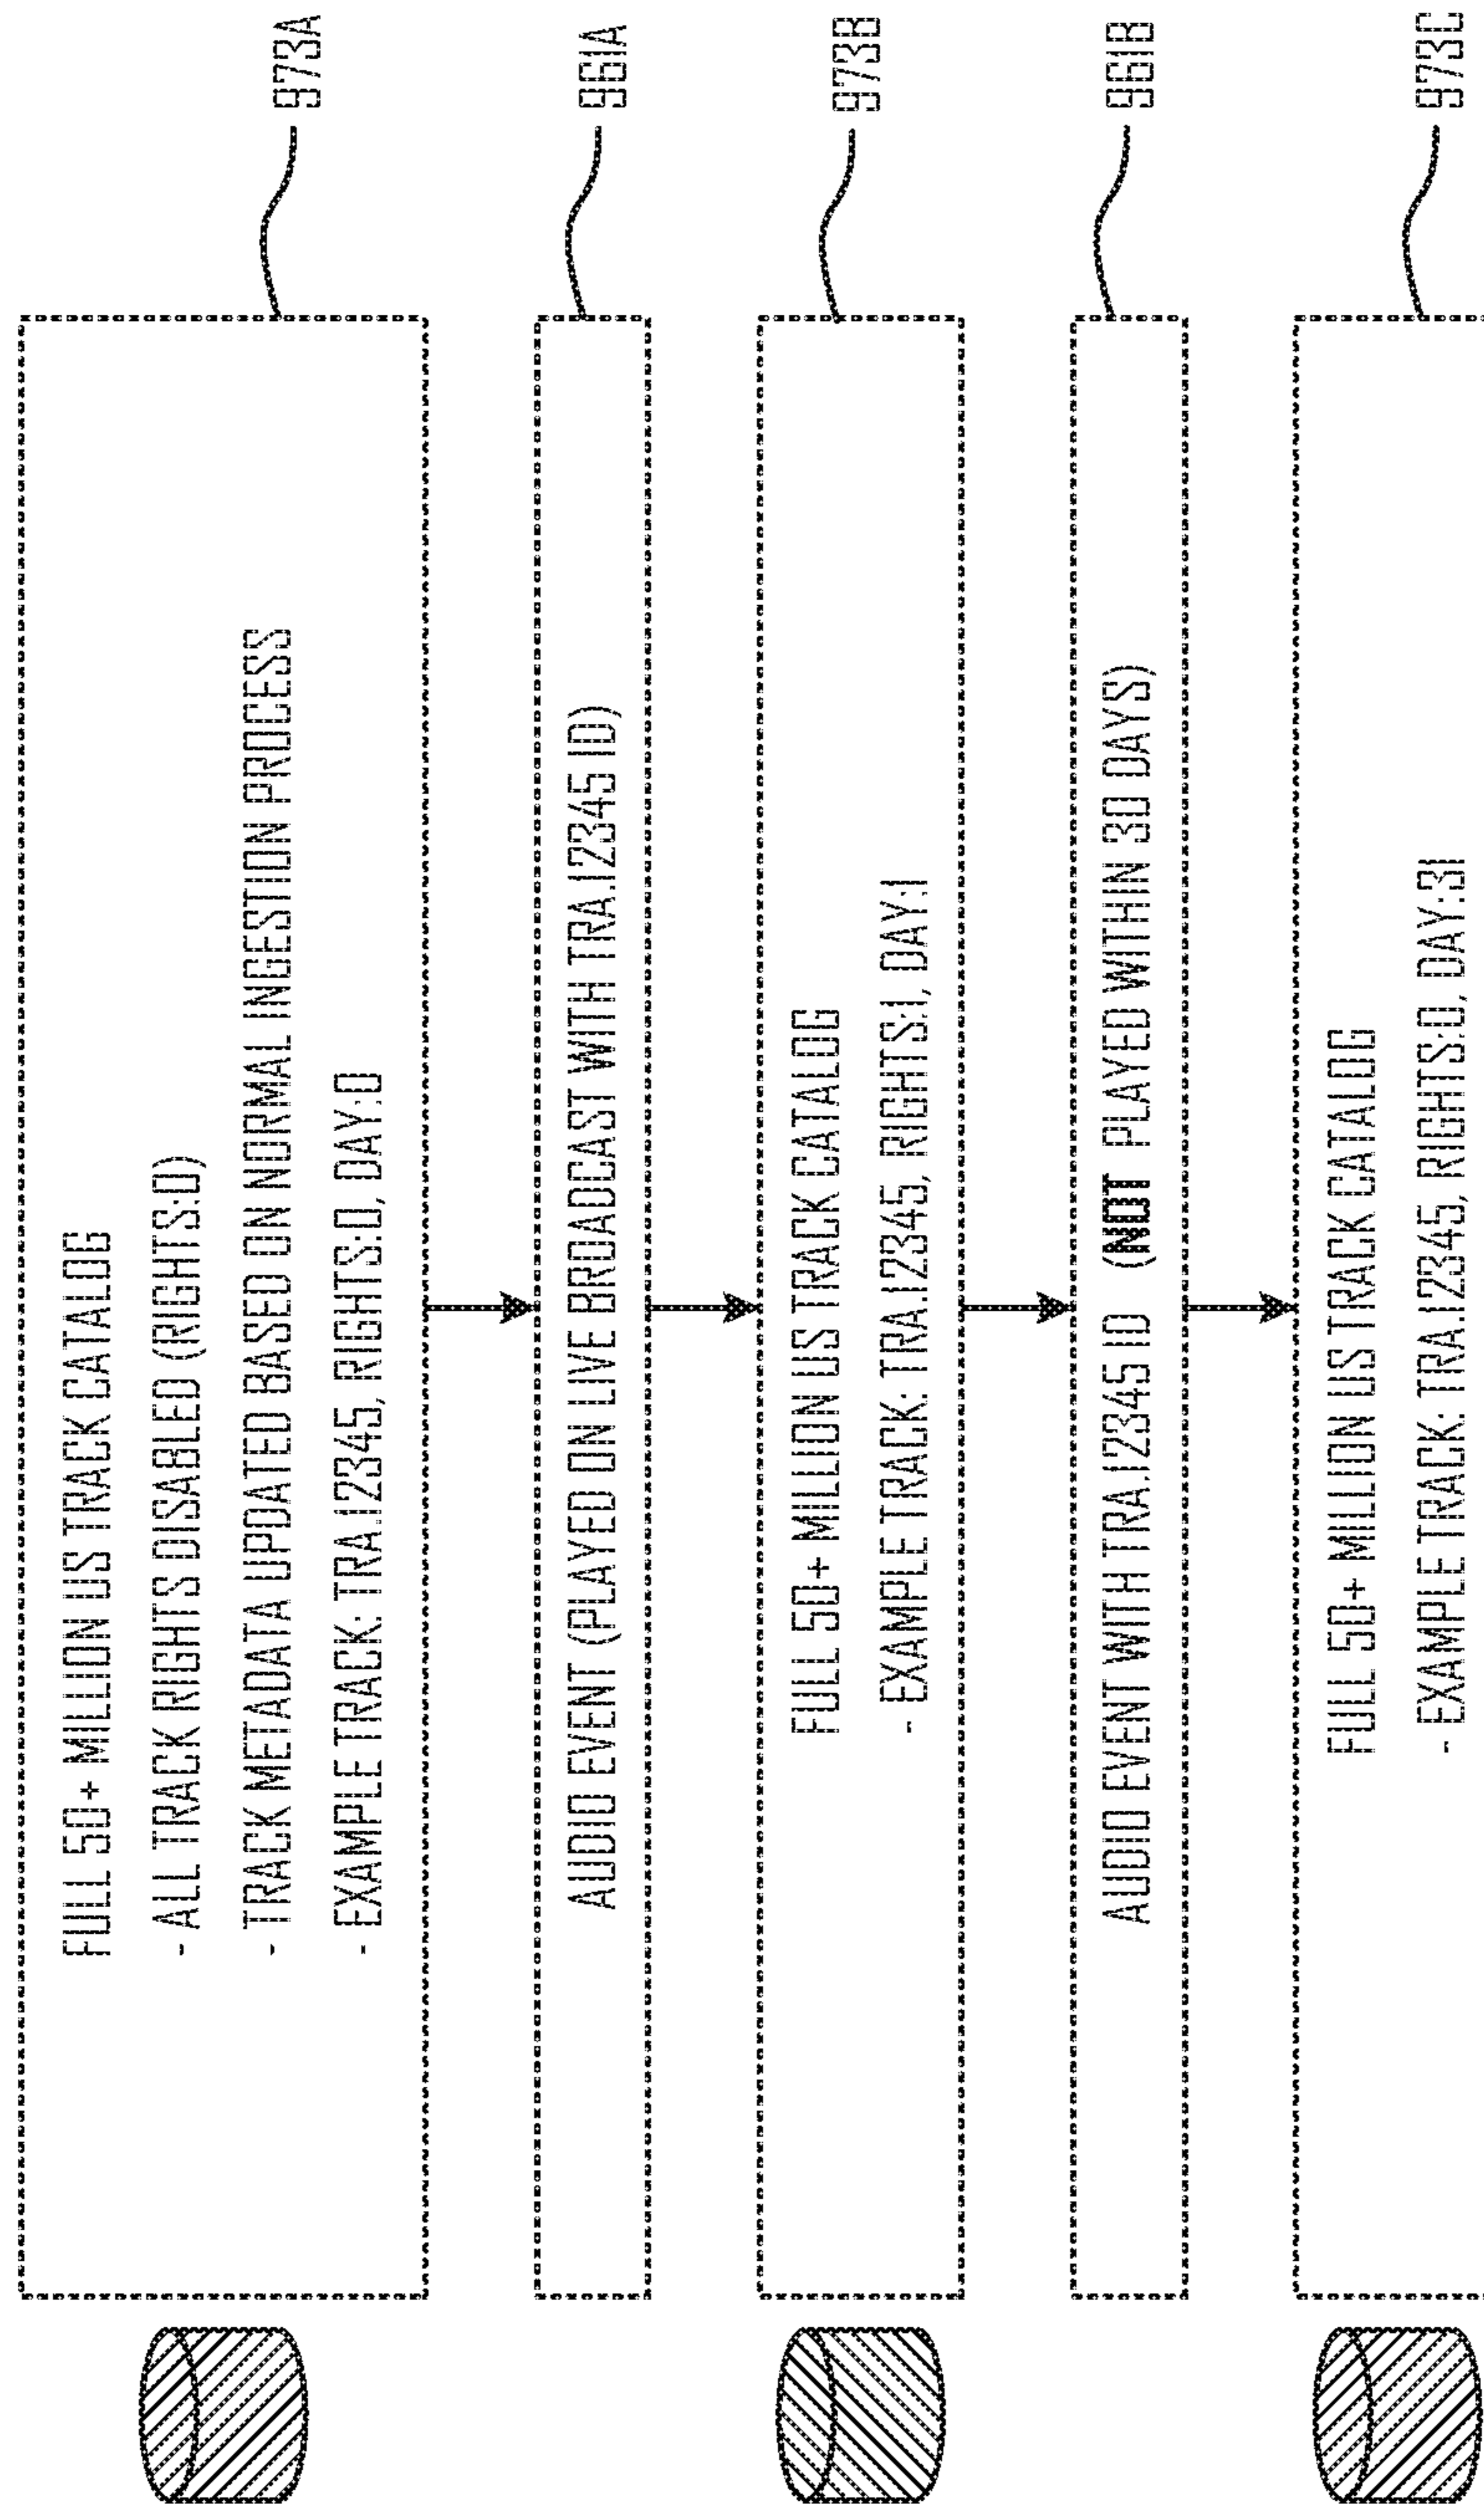 FULL 50+ MILLION US TRACK CATALOG
- ALL TRACK RIGHTS DISABLED (RIGHTS:0)
- TRACK METADATA UPDATED BASED ON NORMAL INGESTION PROCESS
- EXAMPLE TRACK: TRA.12345, RIGHTS:0, DAY:0
973A
AUDIO EVENT (PLAYED ON LIVE BROADCAST WITH TRA.12345 ID)
961A
FULL 50+ MILLION US TRACK CATALOG
- EXAMPLE TRACK: TRA.12345, RIGHTS:1, DAY:1
973B
AUDIO EVENT WITH TRA.12345 ID (NOT PLAYED WITHIN 30 DAYS)
961B
FULL 50+ MILLION US TRACK CATALOG
- EXAMPLE TRACK: TRA.12345, RIGHTS:0, DAY:31
973C